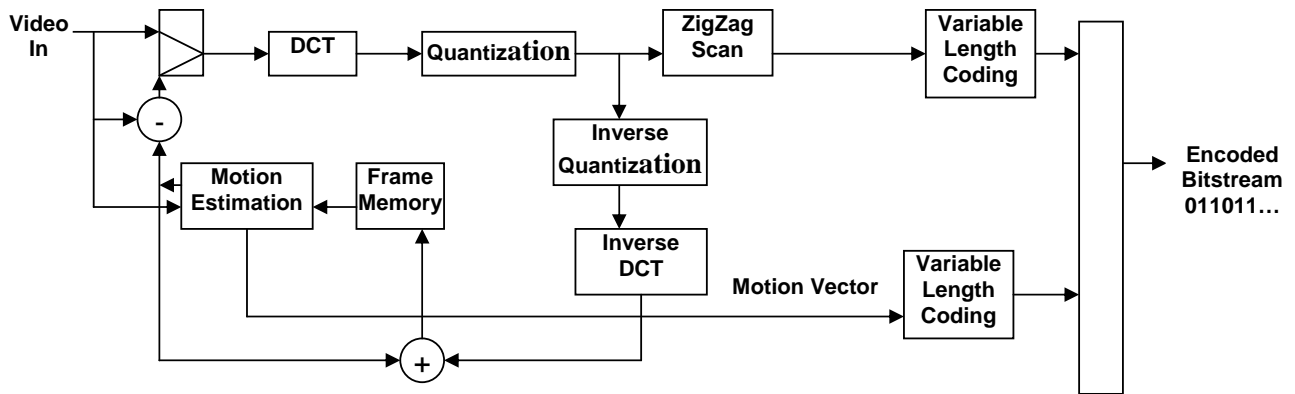 Video
In
DCT
Quantization
ZigZag
Scan
Variable
Length
Coding
-
Inverse
Quantization
Encoded
Bitstream
011011…
Motion
Estimation
Frame
Memory
Inverse
DCT
Motion Vector
Variable
Length
Coding
+